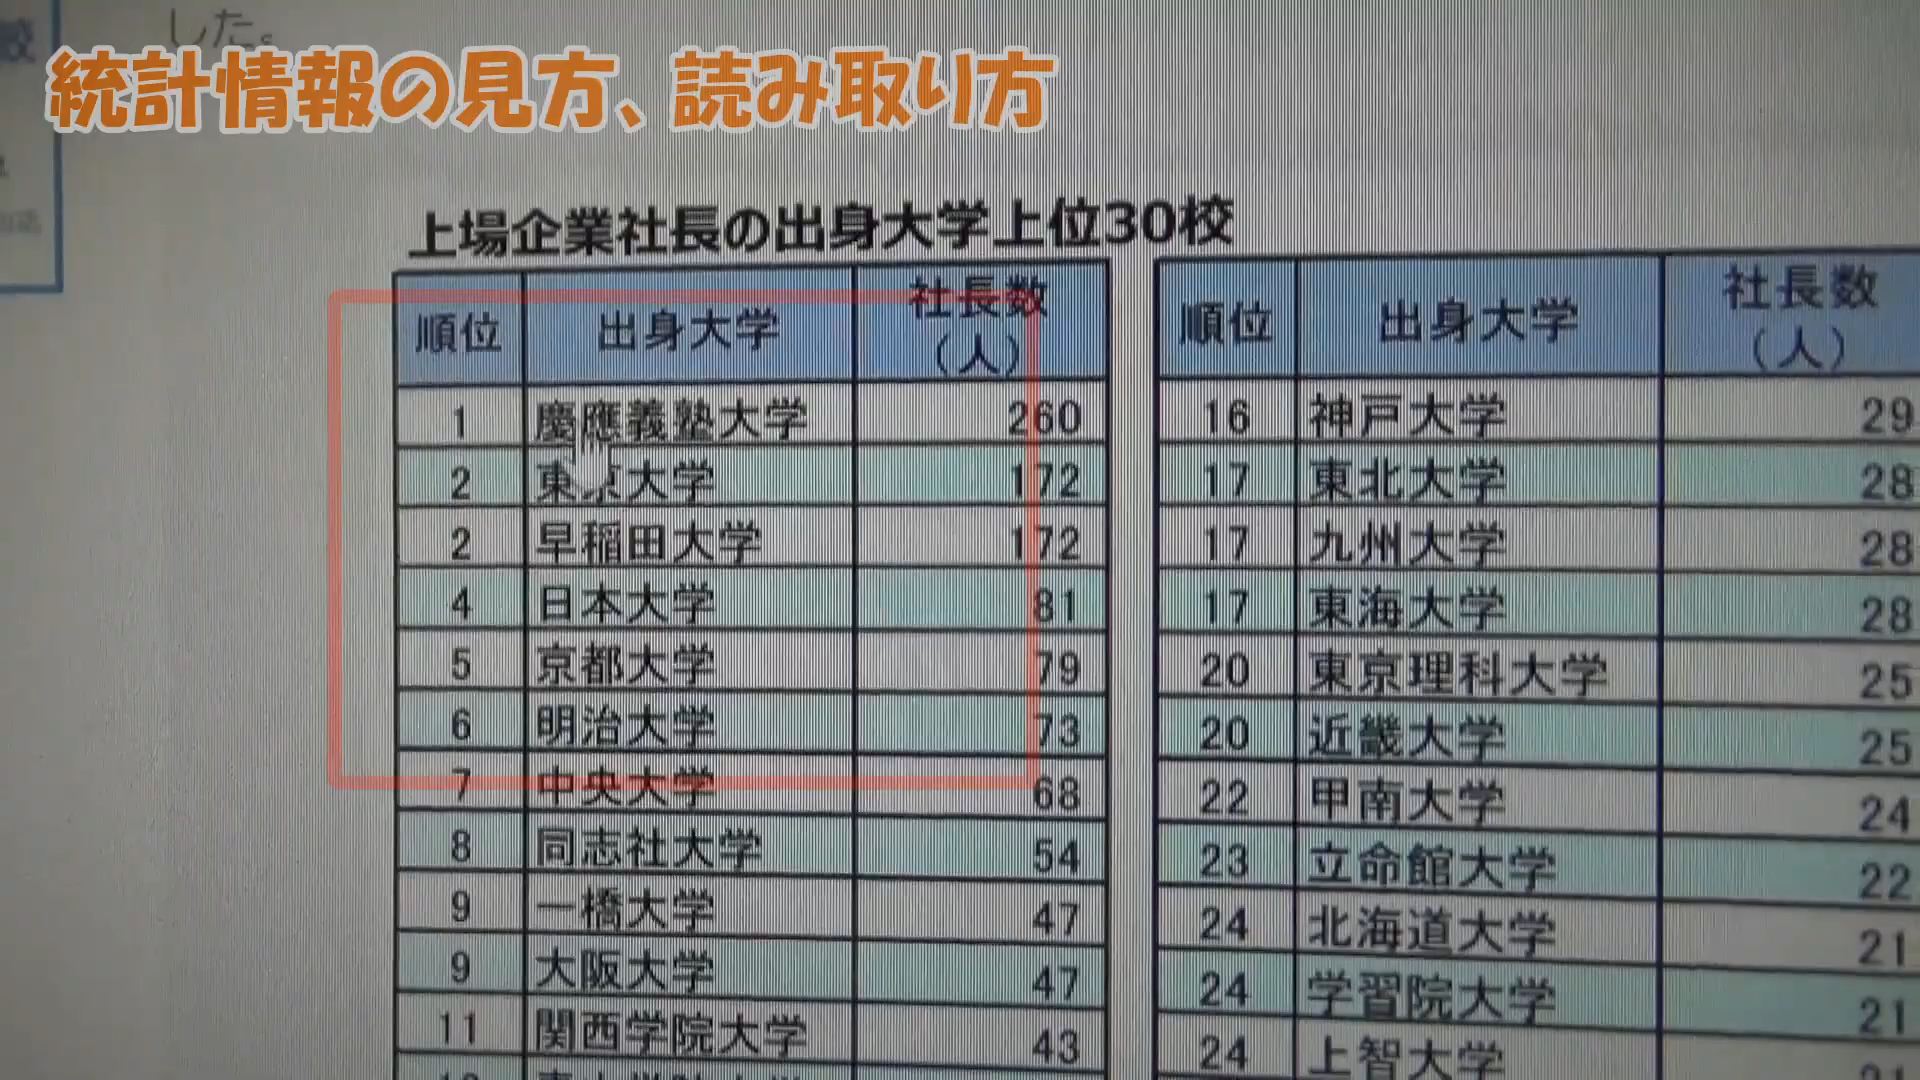 した。
統計情報の見方、読み取り方
上場企業社長の出身大学上位30校
順位 出身大学 社長数（人）
1 慶應義塾大学 260
2 東京大学 172
2 早稲田大学 172
4 日本大学 81
5 京都大学 79
6 明治大学 73
7 中央大学 68
8 同志社大学 54
9 一橋大学 47
9 大阪大学 47
11 関西学院大学 43
順位 出身大学 社長数（人）
16 神戸大学 29
17 東北大学 28
17 九州大学 28
17 東海大学 28
20 東京理科大学 25
20 近畿大学 25
22 甲南大学 24
23 立命館大学 22
24 北海道大学 21
24 学習院大学 21
24 上智大学